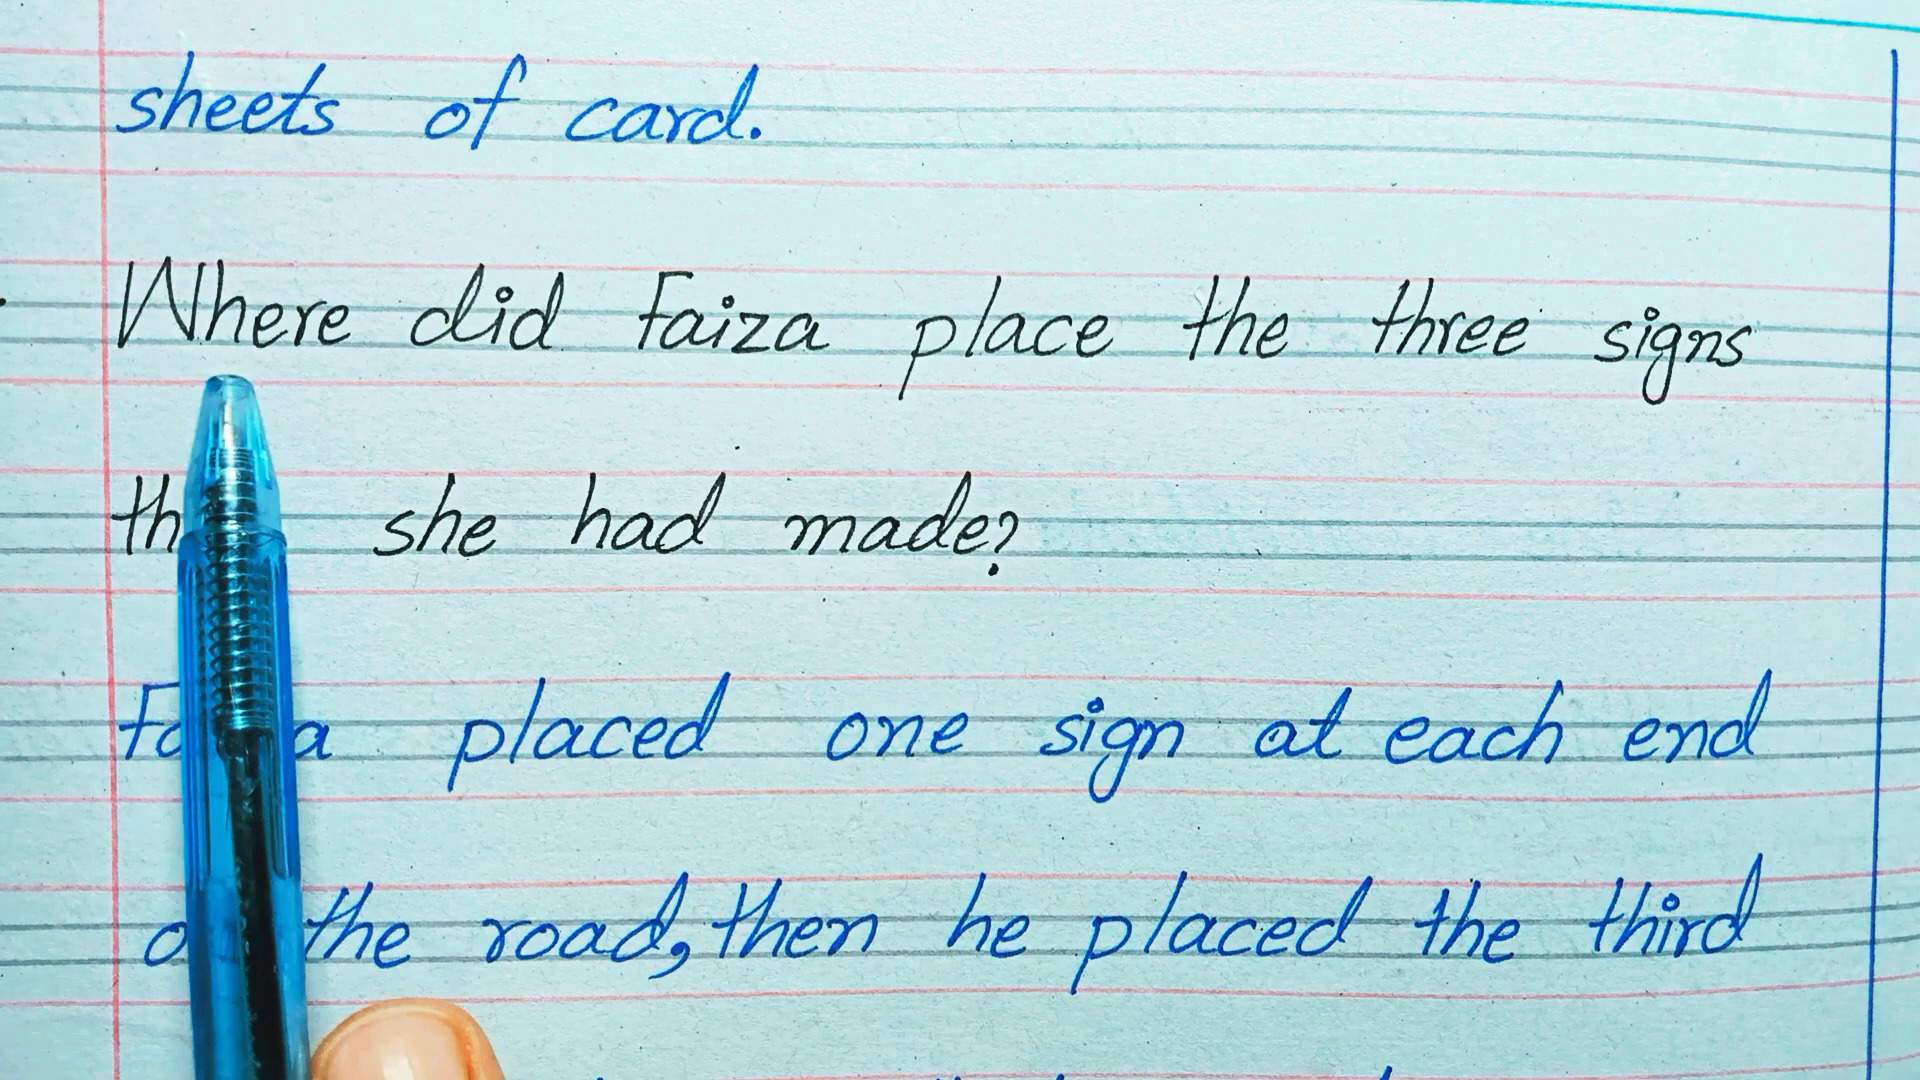 sheets of card.
Where did Faiza place the three signs
she had made?
placed one sign at each end
the road, then he placed the third